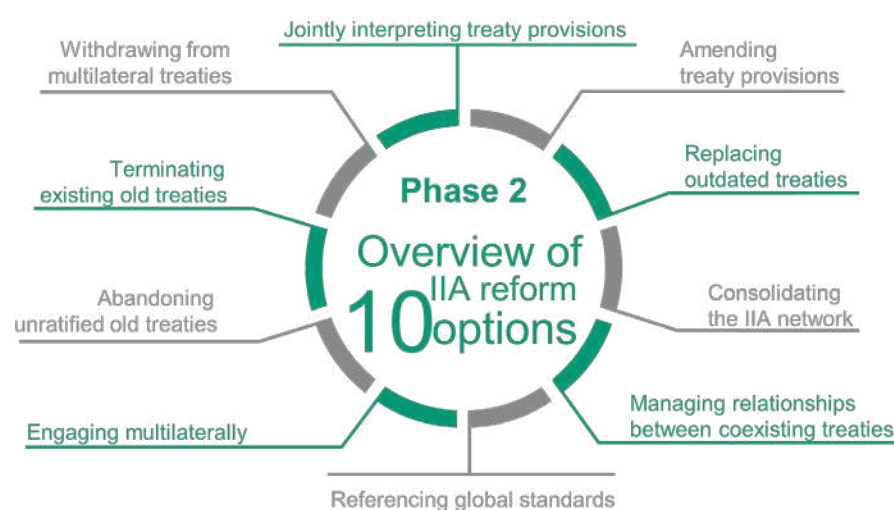 Jointly interpreting treaty provisions
Amending
treaty provisions
Replacing
outdated treaties
Consolidating
the IIA network
Managing relationships
between coexisting treaties
Referencing global standards
Engaging multilaterally
Abandoning
unratified old treaties
Terminating
existing old treaties
Withdrawing from
multilateral treaties
Phase 2
Overview of
10 IIA reform
options